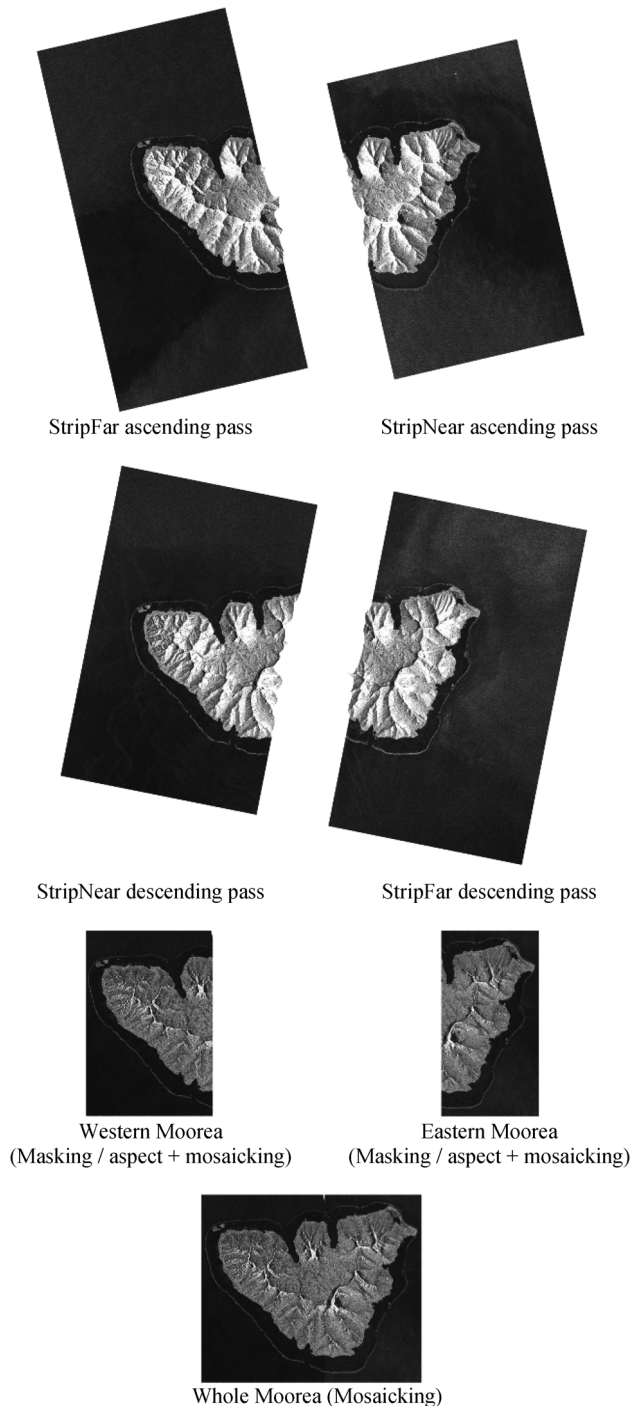 StripFar ascending pass
StripNear ascending pass
StripNear descending pass
StripFar descending pass
Western Moorea
(Masking / aspect + mosaicking)
Eastern Moorea
(Masking / aspect + mosaicking)
Whole Moorea (Mosaicking)